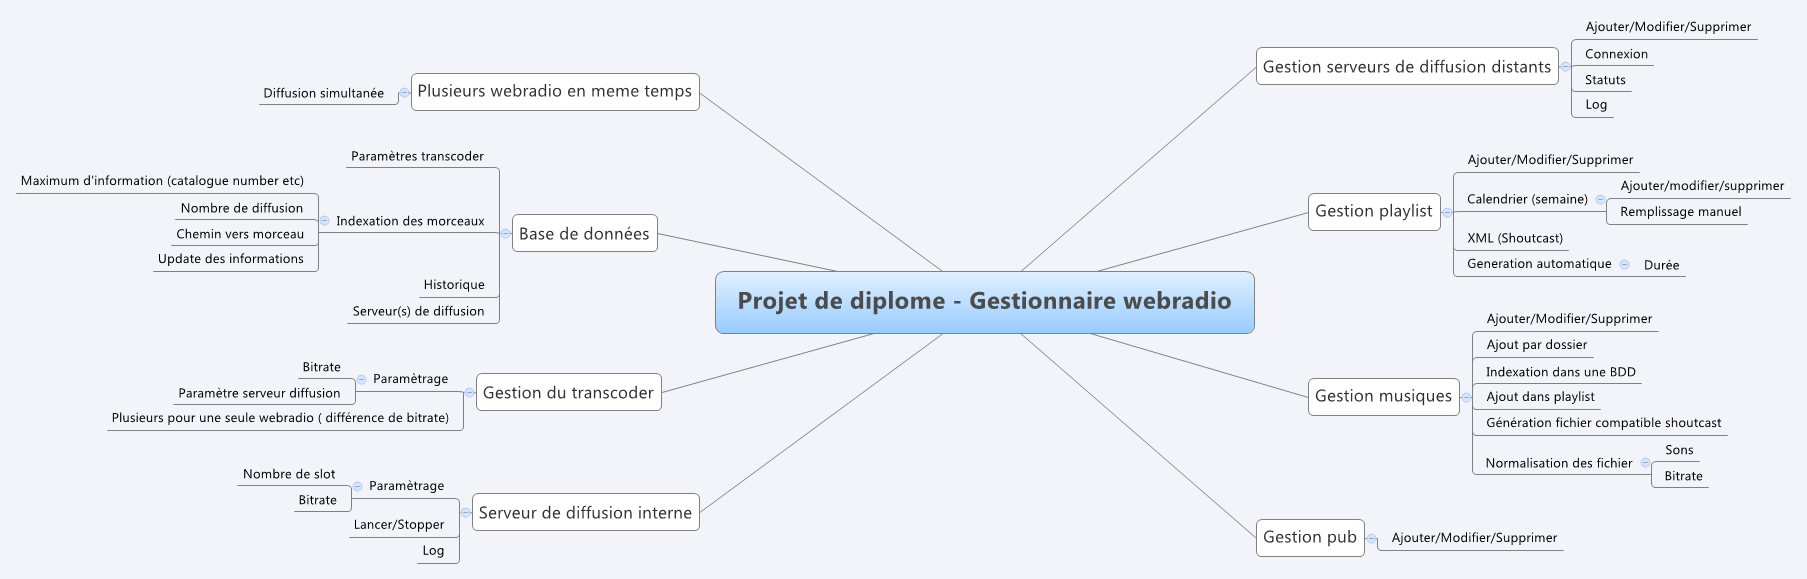 Projet de diplome - Gestionnaire webradio
Plusieurs webradio en meme temps
Diffusion simultanée
Base de données
Paramètres transcoder
Indexation des morceaux
Maximum d'information (catalogue number etc)
Nombre de diffusion
Chemin vers morceau
Update des informations
Historique
Serveur(s) de diffusion
Gestion du transcoder
Paramètrage
Bitrate
Paramètre serveur diffusion
Plusieurs pour une seule webradio ( différence de bitrate)
Serveur de diffusion interne
Paramètrage
Nombre de slot
Bitrate
Lancer/Stopper
Log
Gestion serveurs de diffusion distants
Ajouter/Modifier/Supprimer
Connexion
Statuts
Log
Gestion playlist
Ajouter/Modifier/Supprimer
Calendrier (semaine)
Ajouter/modifier/supprimer
Remplissage manuel
XML (Shoutcast)
Generation automatique
Durée
Gestion musiques
Ajouter/Modifier/Supprimer
Ajout par dossier
Indexation dans une BDD
Ajout dans playlist
Génération fichier compatible shoutcast
Normalisation des fichier
Sons
Bitrate
Gestion pub
Ajouter/Modifier/Supprimer